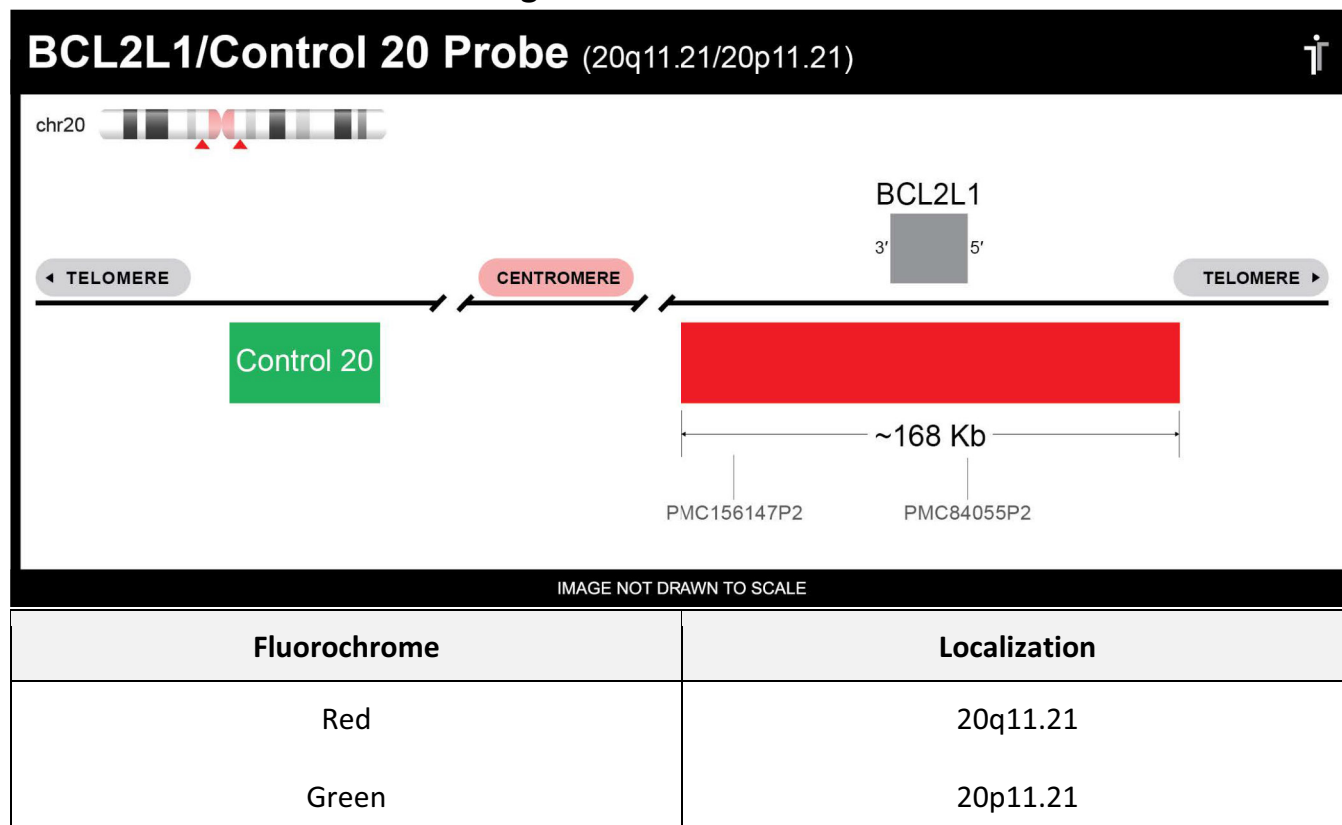 BCL2L1/Control 20 Probe (20q11.21/20p11.21)
chr20
BCL2L1
3′ 5′
◂ TELOMERE
CENTROMERE
TELOMERE ▸
Control 20
~168 Kb
PMC156147P2
PMC84055P2
IMAGE NOT DRAWN TO SCALE
Fluorochrome Localization
Red 20q11.21
Green 20p11.21